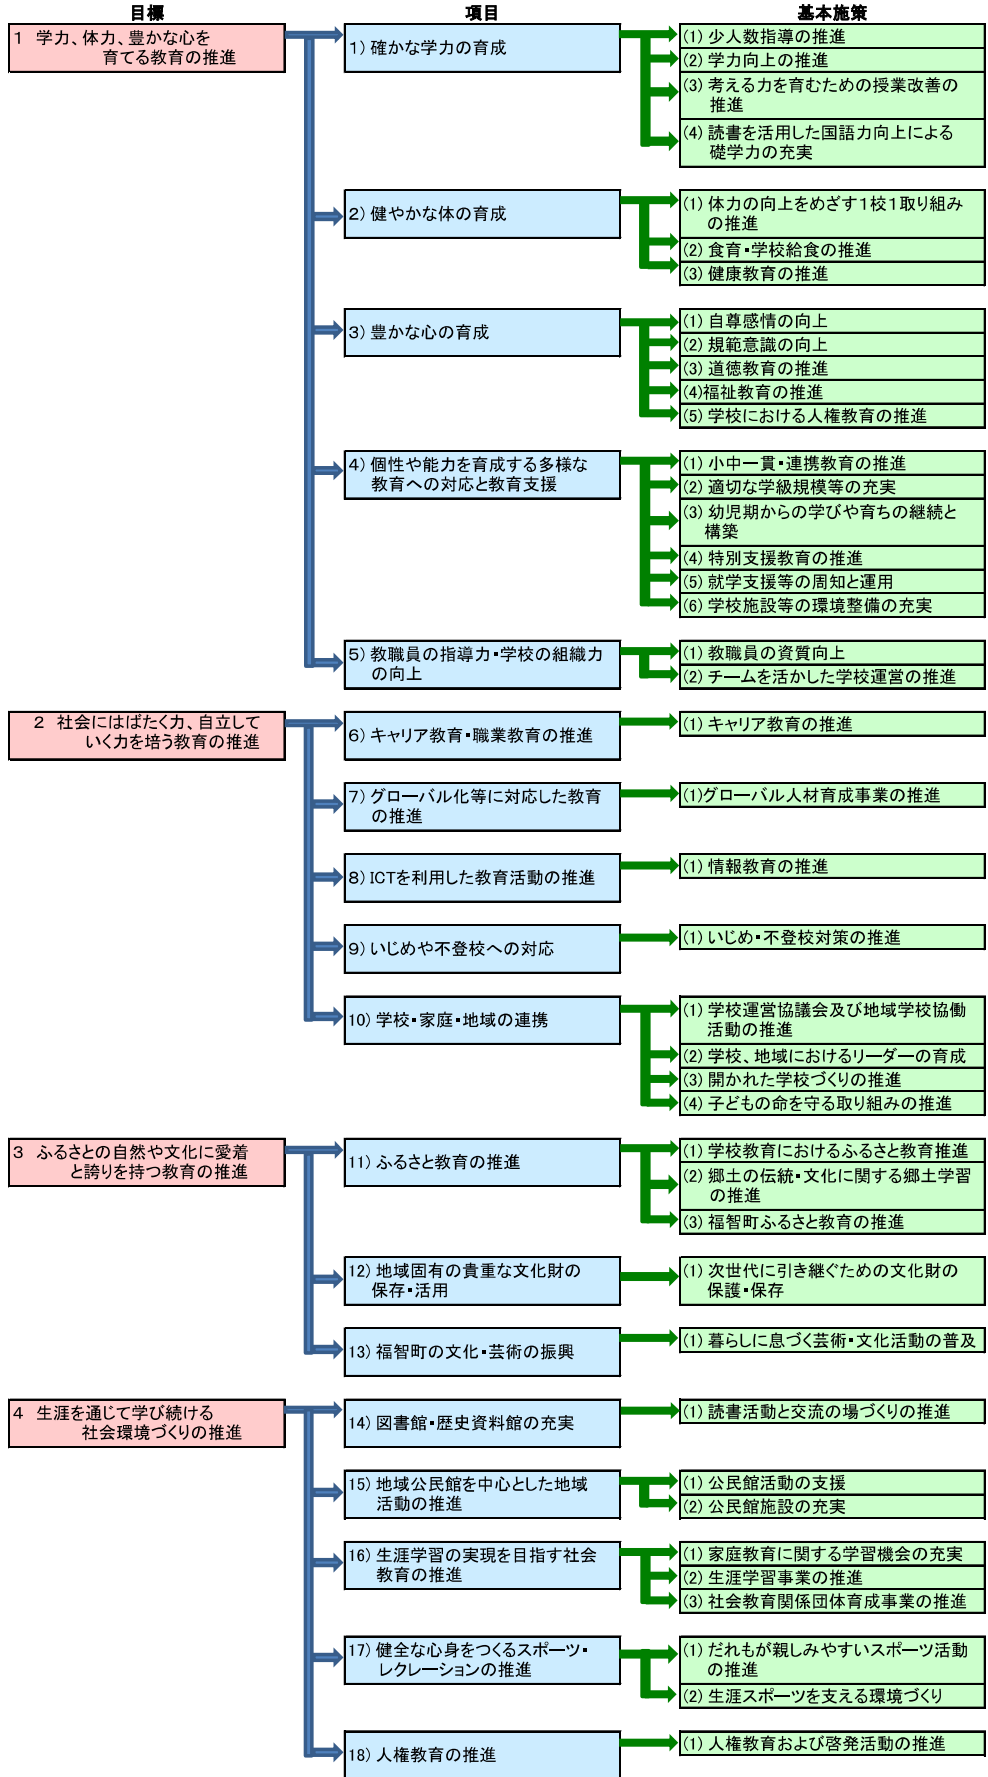 目標
項目
基本施策
1 学力、体力、豊かな心を
育てる教育の推進
1) 確かな学力の育成
(1) 少人数指導の推進
(2) 学力向上の推進
(3) 考える力を育むための授業改善の
推進
(4) 読書を活用した国語力向上による
礎学力の充実
2) 健やかな体の育成
(1) 体力の向上をめざす1校1取り組み
の推進
(2) 食育・学校給食の推進
(3) 健康教育の推進
3) 豊かな心の育成
(1) 自尊感情の向上
(2) 規範意識の向上
(3) 道徳教育の推進
(4)福祉教育の推進
(5) 学校における人権教育の推進
4) 個性や能力を育成する多様な
教育への対応と教育支援
(1) 小中一貫・連携教育の推進
(2) 適切な学級規模等の充実
(3) 幼児期からの学びや育ちの継続と
構築
(4) 特別支援教育の推進
(5) 就学支援等の周知と運用
(6) 学校施設等の環境整備の充実
5) 教職員の指導力・学校の組織力
の向上
(1) 教職員の資質向上
(2) チームを活かした学校運営の推進
2 社会にはばたく力、自立して
いく力を培う教育の推進
6) キャリア教育・職業教育の推進
(1) キャリア教育の推進
7) グローバル化等に対応した教育
の推進
(1)グローバル人材育成事業の推進
8) ICTを利用した教育活動の推進
(1) 情報教育の推進
9) いじめや不登校への対応
(1) いじめ・不登校対策の推進
10) 学校・家庭・地域の連携
(1) 学校運営協議会及び地域学校協働
活動の推進
(2) 学校、地域におけるリーダーの育成
(3) 開かれた学校づくりの推進
(4) 子どもの命を守る取り組みの推進
3 ふるさとの自然や文化に愛着
と誇りを持つ教育の推進
11) ふるさと教育の推進
(1) 学校教育におけるふるさと教育推進
(2) 郷土の伝統・文化に関する郷土学習
の推進
(3) 福智町ふるさと教育の推進
12) 地域固有の貴重な文化財の
保存・活用
(1) 次世代に引き継ぐための文化財の
保護・保存
13) 福智町の文化・芸術の振興
(1) 暮らしに息づく芸術・文化活動の普及
4 生涯を通じて学び続ける
社会環境づくりの推進
14) 図書館・歴史資料館の充実
(1) 読書活動と交流の場づくりの推進
15) 地域公民館を中心とした地域
活動の推進
(1) 公民館活動の支援
(2) 公民館施設の充実
16) 生涯学習の実現を目指す社会
教育の推進
(1) 家庭教育に関する学習機会の充実
(2) 生涯学習事業の推進
(3) 社会教育関係団体育成事業の推進
17) 健全な心身をつくるスポーツ・
レクレーションの推進
(1) だれもが親しみやすいスポーツ活動
の推進
(2) 生涯スポーツを支える環境づくり
18) 人権教育の推進
(1) 人権教育および啓発活動の推進